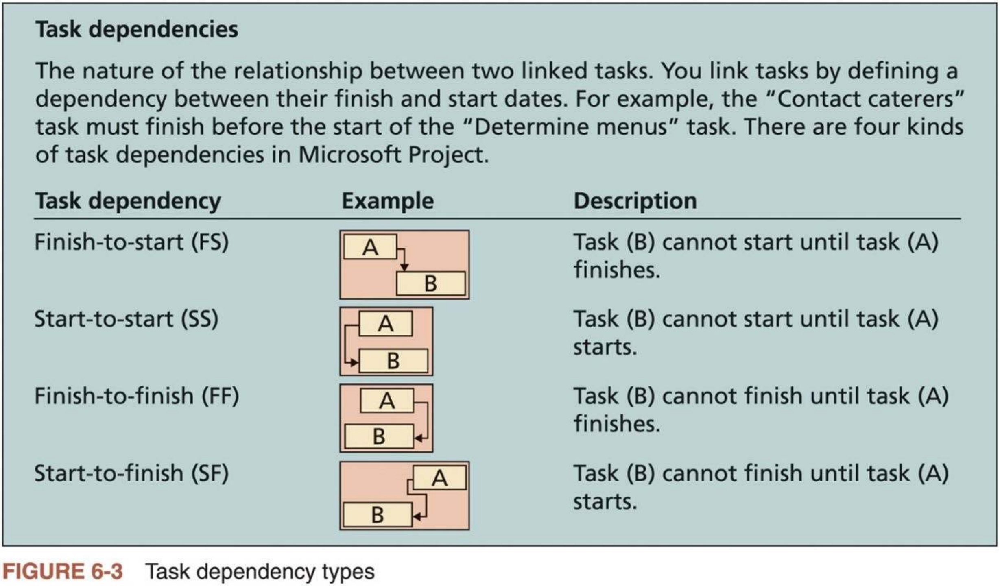 Task dependencies
The nature of the relationship between two linked tasks. You link tasks by defining a
dependency between their finish and start dates. For example, the “Contact caterers”
task must finish before the start of the “Determine menus” task. There are four kinds
of task dependencies in Microsoft Project.
Task dependency Example Description
Finish-to-start (FS) A Task (B) cannot start until task (A)
finishes.
B
Start-to-start (SS) A Task (B) cannot start until task (A)
starts.
B
Finish-to-finish (FF) A Task (B) cannot finish until task (A)
finishes.
B
Start-to-finish (SF) A Task (B) cannot finish until task (A)
starts.
B
FIGURE 6-3 Task dependency types